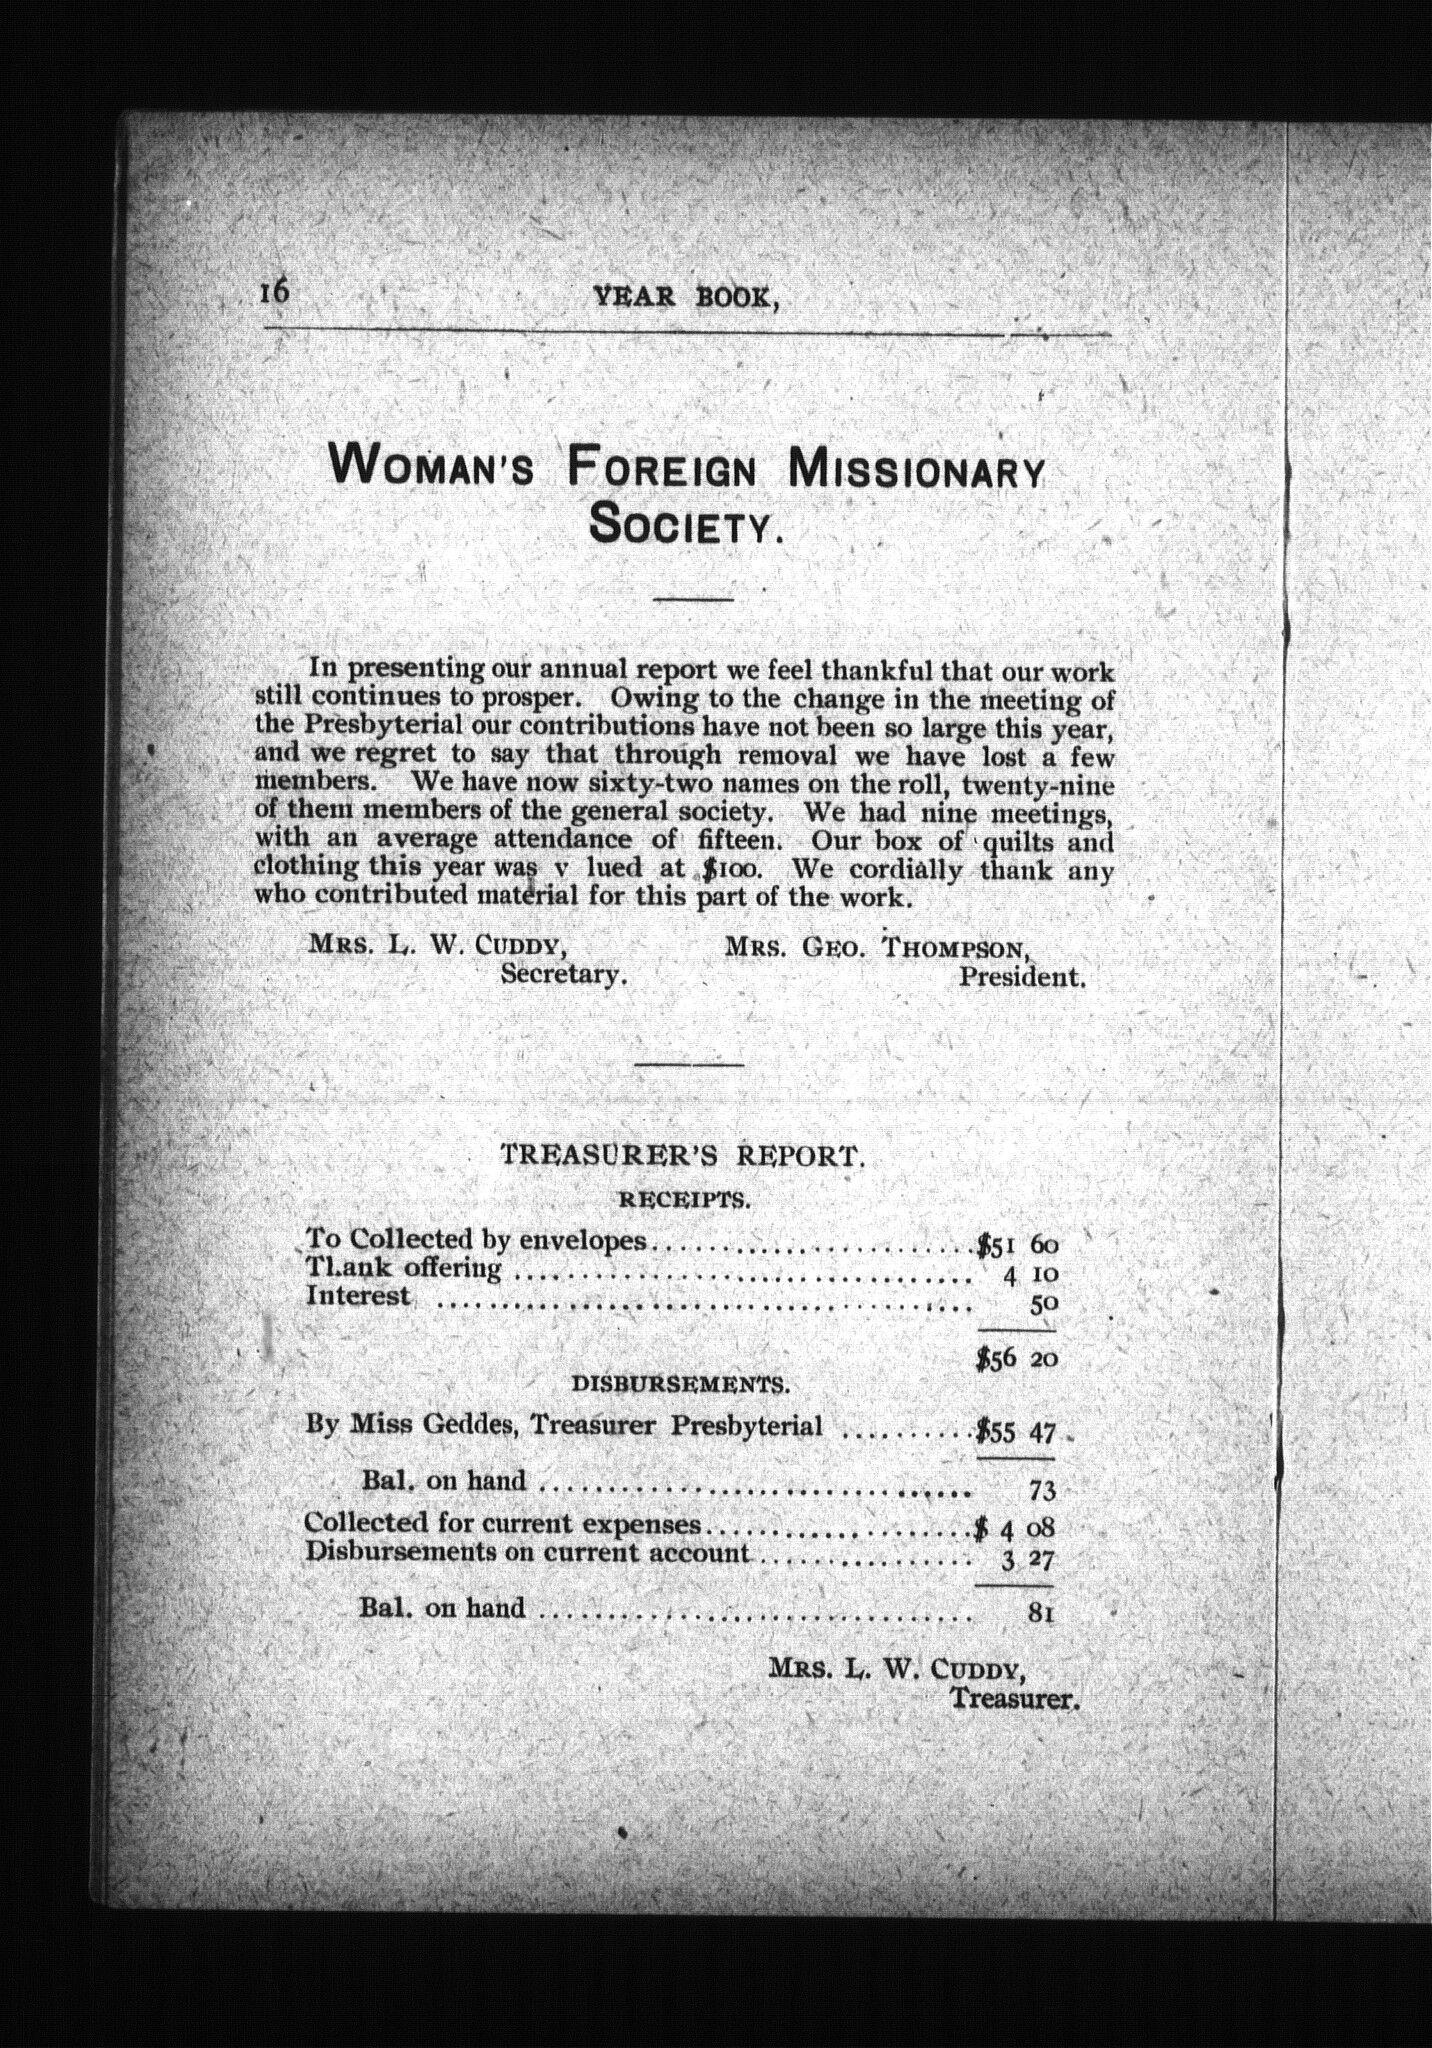 16 YEAR BOOK,
WOMAN'S FOREIGN MISSIONARY
SOCIETY.
In presenting our annual report we feel thankful that our work
still continues to prosper. Owing to the change in the meeting of
the Presbyterial our contributions have not been so large this year,
and we regret to say that through removal we have lost a few
members. We have now sixty-two names on the roll, twenty-nine
of them members of the general society. We had nine meetings,
with an average attendance of fifteen. Our box of quilts and
clothing this year was v lued at $100. We cordially thank any
who contributed material for this part of the work.
MRS. L. W. CUDDY, MRS. GEO. THOMPSON,
Secretary. President.
TREASURER'S REPORT.
RECEIPTS.
To Collected by envelopes........................$51 60
Thank offering ................................. 4 10
Interest ....................................... 50
$56 20
DISBURSEMENTS.
By Miss Geddes, Treasurer Presbyterial ..........$55 47
Bal. on hand ................................ 73
Collected for current expenses....................$ 4 08
Disbursements on current account................ 3 27
Bal. on hand ................................ 81
MRS. L. W. CUDDY,
Treasurer.